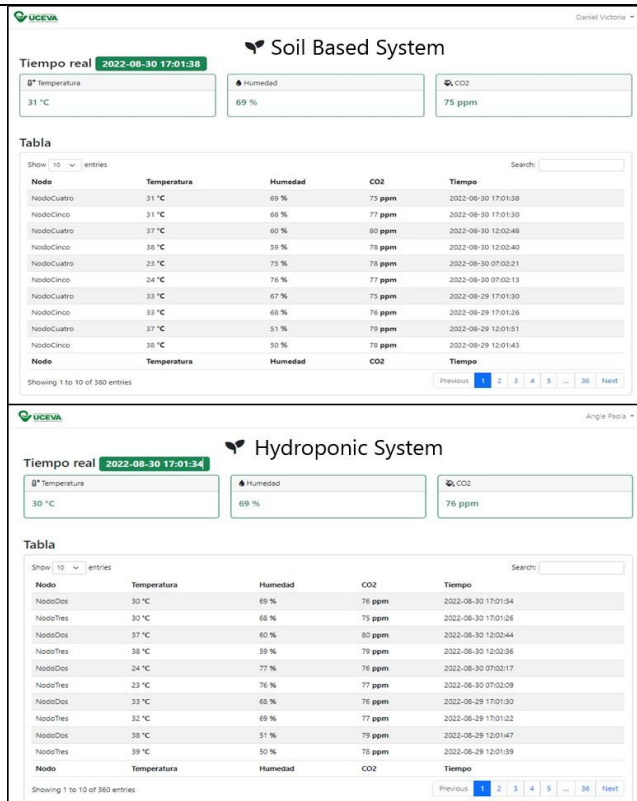 UCEVA
Daniel Victoria
Soil Based System
Tiempo real 2022-08-30 17:01:38
Temperatura Humedad CO2
31 °C 69 % 75 ppm
Tabla
Show 10 entries Search:
Nodo Temperatura Humedad CO2 Tiempo
NodoCuatro 31 °C 69 % 75 ppm 2022-08-30 17:01:38
NodoCinco 31 °C 68 % 77 ppm 2022-08-30 17:01:30
NodoCuatro 37 °C 60 % 80 ppm 2022-08-30 12:02:48
NodoCinco 38 °C 59 % 78 ppm 2022-08-30 12:02:40
NodoCuatro 23 °C 75 % 78 ppm 2022-08-30 07:02:21
NodoCinco 24 °C 76 % 77 ppm 2022-08-30 07:02:13
NodoCuatro 33 °C 67 % 75 ppm 2022-08-29 17:01:30
NodoCinco 33 °C 68 % 76 ppm 2022-08-29 17:01:26
NodoCuatro 37 °C 51 % 79 ppm 2022-08-29 12:01:51
NodoCinco 38 °C 50 % 78 ppm 2022-08-29 12:01:43
Nodo Temperatura Humedad CO2 Tiempo
Showing 1 to 10 of 360 entries Previous 1 2 3 4 5 ... 36 Next
UCEVA
Angie Paola
Hydroponic System
Tiempo real 2022-08-30 17:01:34
Temperatura Humedad CO2
30 °C 69 % 76 ppm
Tabla
Show 10 entries Search:
Nodo Temperatura Humedad CO2 Tiempo
NodoDos 30 °C 69 % 76 ppm 2022-08-30 17:01:34
NodoTres 30 °C 68 % 75 ppm 2022-08-30 17:01:26
NodoDos 37 °C 60 % 80 ppm 2022-08-30 12:02:44
NodoTres 38 °C 59 % 79 ppm 2022-08-30 12:02:36
NodoDos 24 °C 77 % 76 ppm 2022-08-30 07:02:17
NodoTres 23 °C 76 % 77 ppm 2022-08-30 07:02:09
NodoDos 33 °C 68 % 76 ppm 2022-08-29 17:01:30
NodoTres 32 °C 69 % 77 ppm 2022-08-29 17:01:22
NodoDos 38 °C 51 % 79 ppm 2022-08-29 12:01:47
NodoTres 39 °C 50 % 78 ppm 2022-08-29 12:01:39
Nodo Temperatura Humedad CO2 Tiempo
Showing 1 to 10 of 360 entries Previous 1 2 3 4 5 ... 36 Next